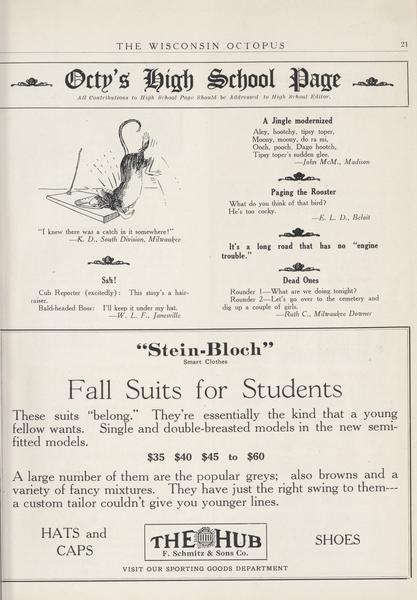 THE WISCONSIN OCTOPUS 21
Octy's High School Page
All Contributions to High School Page Should be Addressed to High School Editor.
"I knew there was a catch in it somewhere!"
—K. D., South Division, Milwaukee
Ssh!
Cub Reporter (excitedly): This story's a hair-
raiser.
Bald-headed Boss: I'll keep it under my hat.
—W. L. F., Janesville
A Jingle modernized
Aley, hootchy, tipsy toper,
Moony, moony, do ra mi,
Ooch, pooch, Dago hootch,
Tipsy toper's sudden glee.
—John McM., Madison
Paging the Rooster
What do you think of that bird?
He's too cocky.
—E. L. D., Beloit
It's a long road that has no "engine
trouble."
Dead Ones
Rounder 1—What are we doing tonight?
Rounder 2—Let's go over to the cemetery and
dig up a couple of girls.
—Ruth C., Milwaukee Downer
"Stein-Bloch"
Smart Clothes
Fall Suits for Students
These suits "belong." They're essentially the kind that a young
fellow wants. Single and double-breasted models in the new semi-
fitted models.
$35 $40 $45 to $60
A large number of them are the popular greys; also browns and a
variety of fancy mixtures. They have just the right swing to them---
a custom tailor couldn't give you younger lines.
HATS and
CAPS
THE HUB
F. Schmitz & Sons Co.
SHOES
VISIT OUR SPORTING GOODS DEPARTMENT